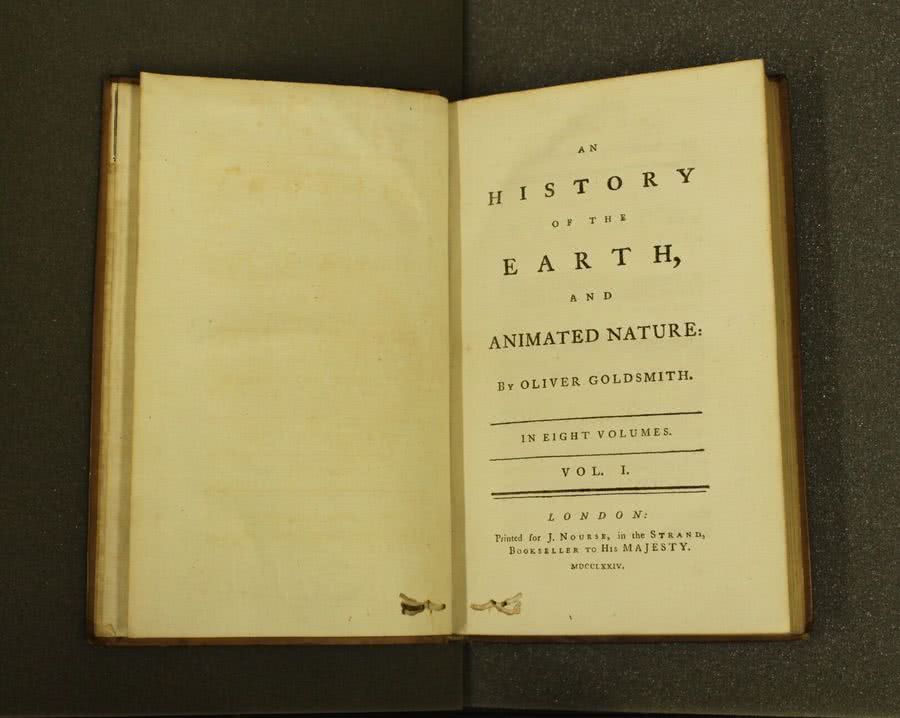 AN
HISTORY
OF THE
EARTH,
AND
ANIMATED NATURE:
By OLIVER GOLDSMITH.
IN EIGHT VOLUMES.
VOL. I.
LONDON:
Printed for J. NOURSE, in the STRAND,
BOOKSELLER TO HIS MAJESTY.
MDCCLXXIV.